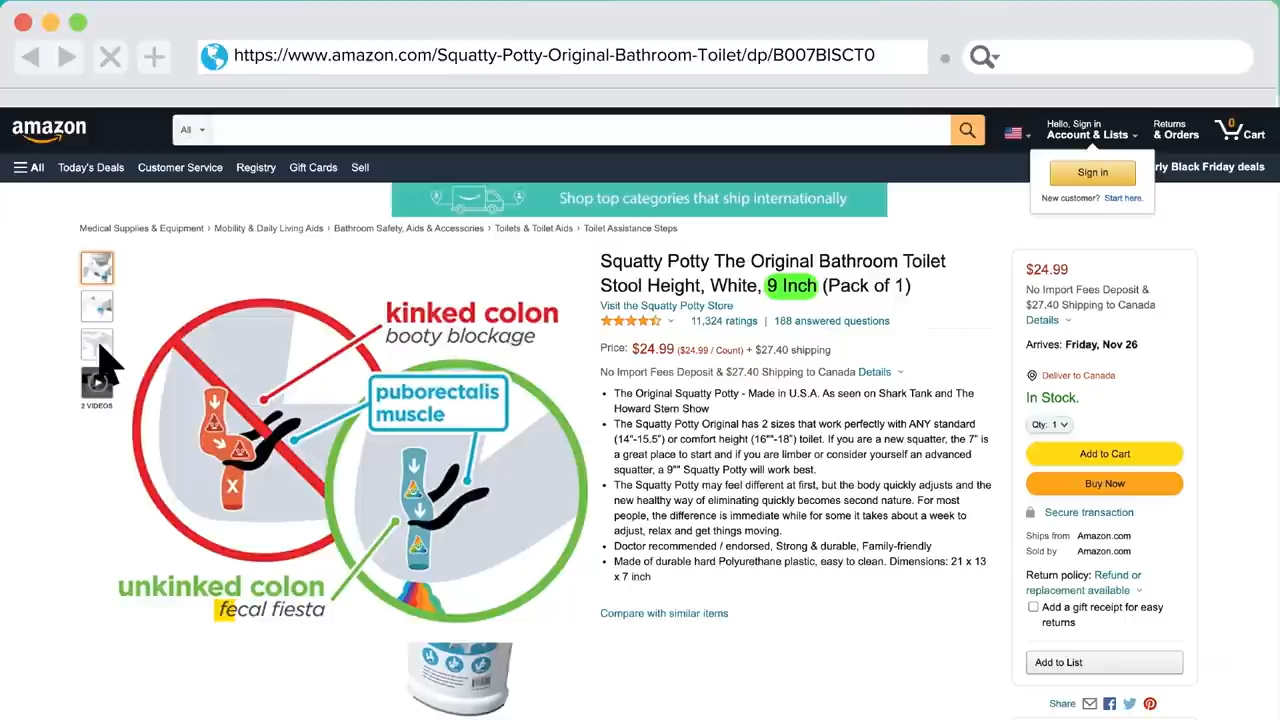 https://www.amazon.com/Squatty-Potty-Original-Bathroom-Toilet/dp/B007BISCT0
amazon
All
Hello, Sign in
Account & Lists
Returns
& Orders
0
Cart
All
Today's Deals
Customer Service
Registry
Gift Cards
Sell
rly Black Friday deals
Sign in
New customer? Start here.
Shop top categories that ship internationally
Medical Supplies & Equipment › Mobility & Daily Living Aids › Bathroom Safety, Aids & Accessories › Toilets & Toilet Aids › Toilet Assistance Steps
2 VIDEOS
kinked colon
booty blockage
puborectalis
muscle
X
unkinked colon
fecal fiesta
Squatty Potty The Original Bathroom Toilet
Stool Height, White, 9 Inch (Pack of 1)
Visit the Squatty Potty Store
11,324 ratings | 188 answered questions
Price: $24.99 ($24.99 / Count) + $27.40 shipping
No Import Fees Deposit & $27.40 Shipping to Canada Details
• The Original Squatty Potty - Made in U.S.A. As seen on Shark Tank and The
Howard Stern Show
• The Squatty Potty Original has 2 sizes that work perfectly with ANY standard
(14"-15.5") or comfort height (16""-18") toilet. If you are a new squatter, the 7" is
a great place to start and if you are limber or consider yourself an advanced
squatter, a 9"" Squatty Potty will work best.
• The Squatty Potty may feel different at first, but the body quickly adjusts and the
new healthy way of eliminating quickly becomes second nature. For most
people, the difference is immediate while for some it takes about a week to
adjust, relax and get things moving.
• Doctor recommended / endorsed, Strong & durable, Family-friendly
• Made of durable hard Polyurethane plastic, easy to clean. Dimensions: 21 x 13
x 7 inch
Compare with similar items
$24.99
No Import Fees Deposit &
$27.40 Shipping to Canada
Details
Arrives: Friday, Nov 26
Deliver to Canada
In Stock.
Qty: 1
Add to Cart
Buy Now
Secure transaction
Ships from Amazon.com
Sold by Amazon.com
Return policy: Refund or
replacement available
Add a gift receipt for easy
returns
Add to List
Share